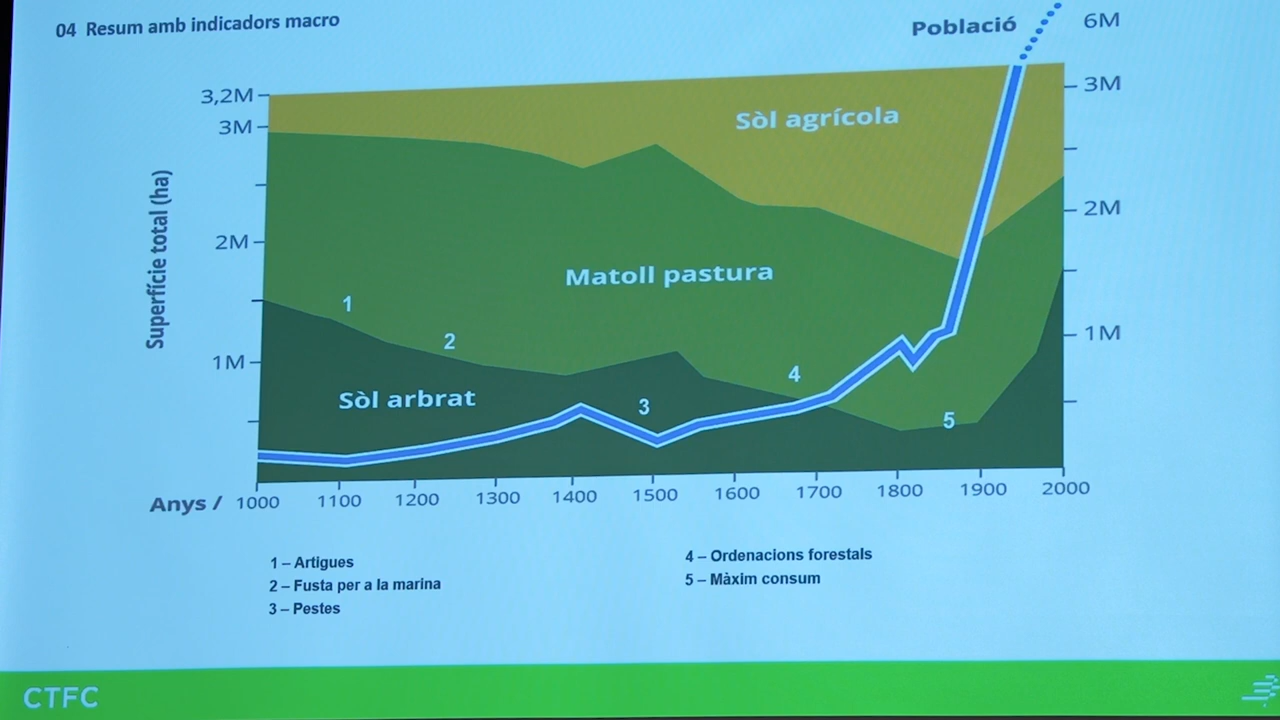 04 Resum amb indicadors macro
Població
6M
3,2M
3M
3M
Sòl agrícola
Superfície total (ha)
2M
2M
Matoll pastura
1
2
1M
1M
4
Sòl arbrat
3
5
Anys / 1000 1100 1200 1300 1400 1500 1600 1700 1800 1900 2000
1 – Artigues
2 – Fusta per a la marina
3 – Pestes
4 – Ordenacions forestals
5 – Màxim consum
CTFC